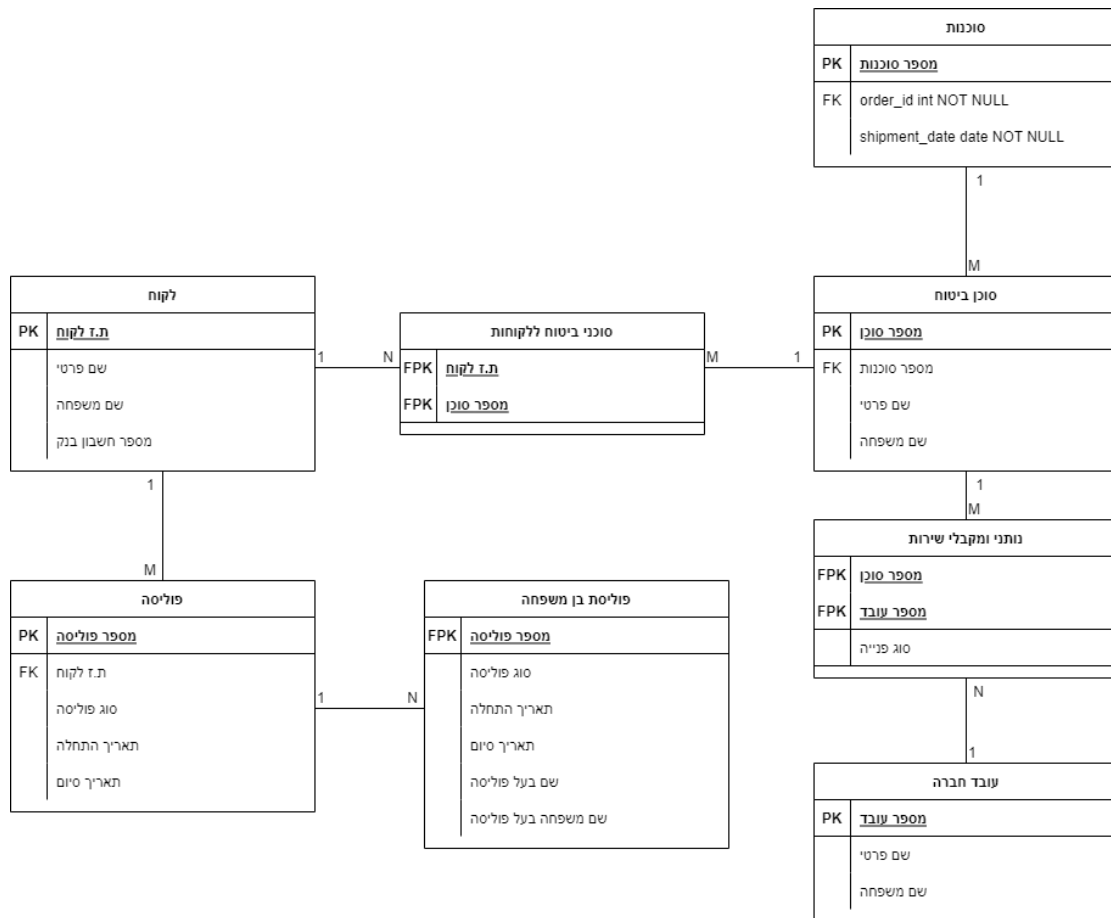 סוכנות
PK מספר סוכנות
FK order_id int NOT NULL
shipment_date date NOT NULL
1
M
לקוח
PK ת.ז לקוח
שם פרטי
שם משפחה
מספר חשבון בנק
1
N
סוכני ביטוח ללקוחות
FPK ת.ז לקוח
FPK מספר סוכן
M
1
סוכן ביטוח
PK מספר סוכן
FK מספר סוכנות
שם פרטי
שם משפחה
1
M
1
M
נותני ומקבלי שירות
FPK מספר סוכן
FPK מספר עובד
סוג פנייה
פוליסה
PK מספר פוליסה
FK ת.ז לקוח
סוג פוליסה
תאריך התחלה
תאריך סיום
1
N
פוליסת בן משפחה
FPK מספר פוליסה
סוג פוליסה
תאריך התחלה
תאריך סיום
שם בעל פוליסה
שם משפחה בעל פוליסה
N
1
עובד חברה
PK מספר עובד
שם פרטי
שם משפחה